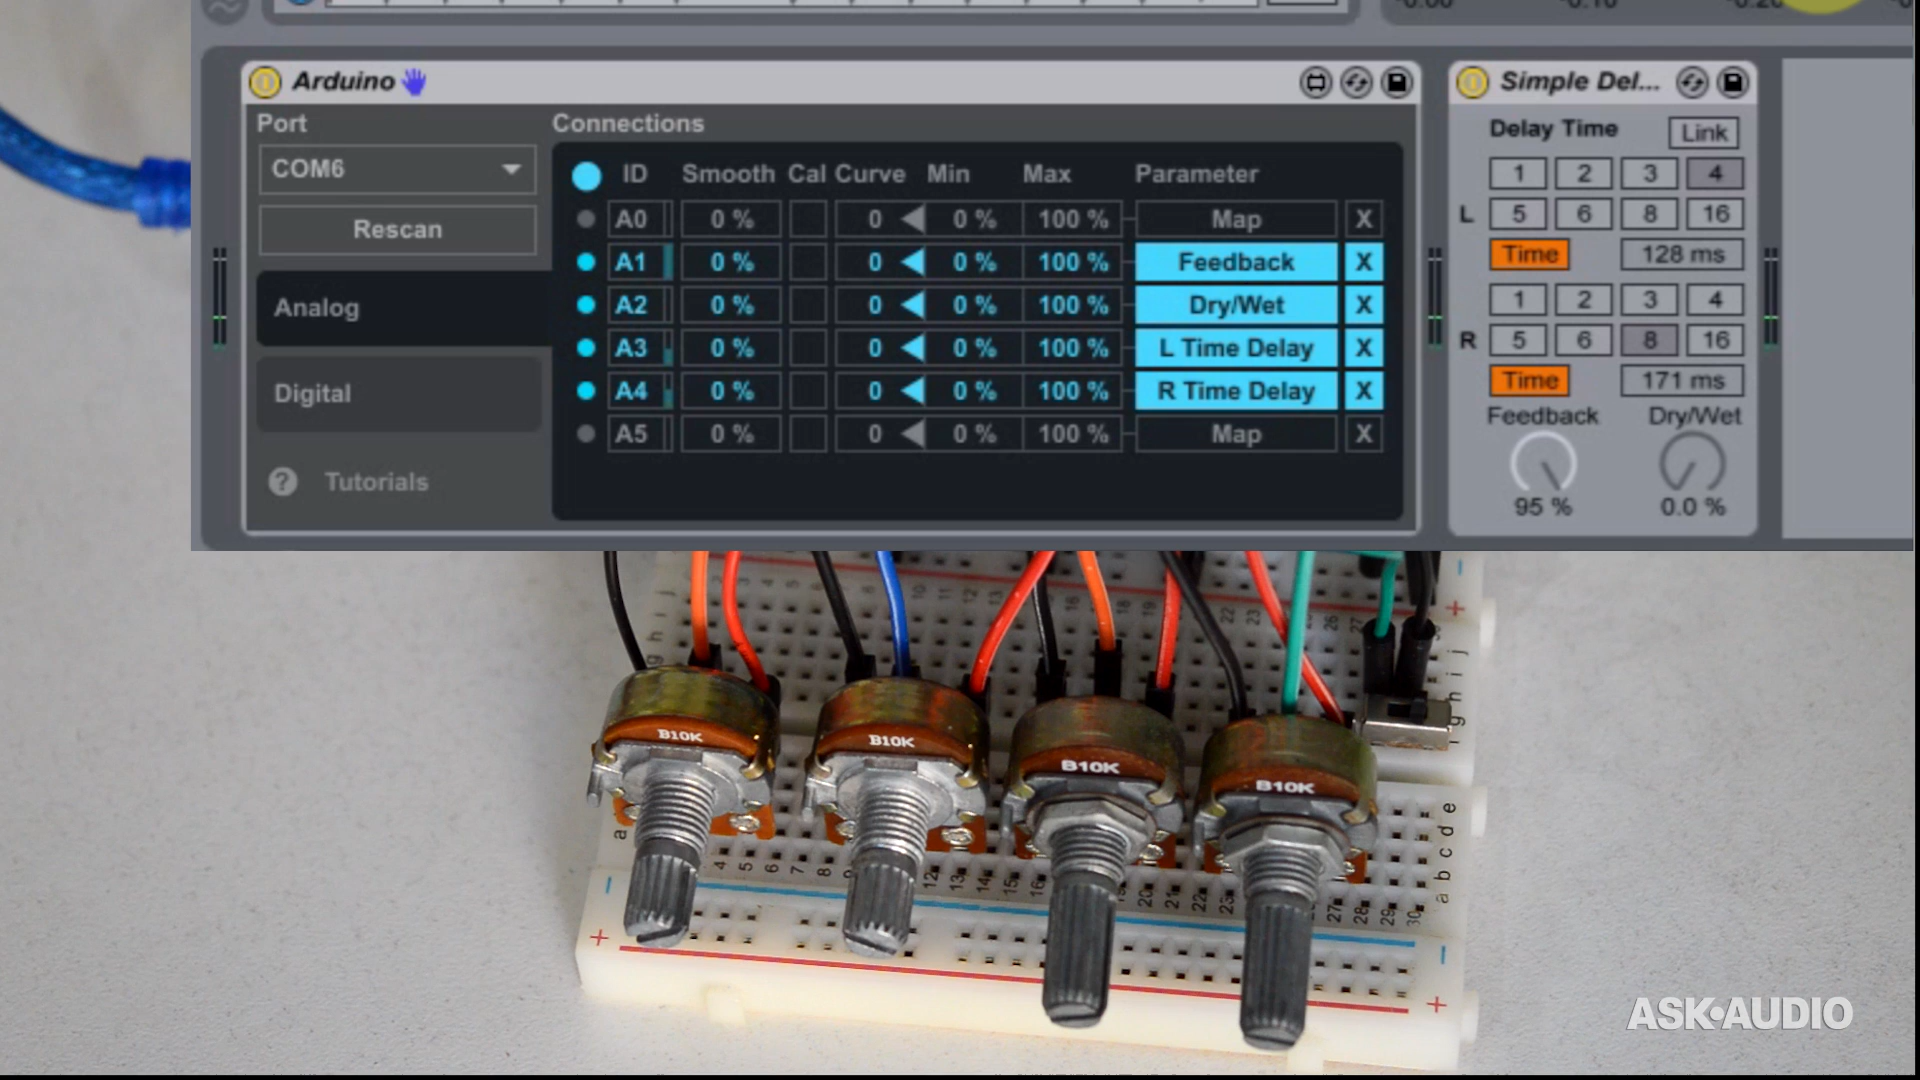 Arduino
Port
COM6
Rescan
Analog
Digital
? Tutorials
Connections
ID Smooth Cal Curve Min Max Parameter
A0 0 % 0 0 % 100 % Map X
A1 0 % 0 0 % 100 % Feedback X
A2 0 % 0 0 % 100 % Dry/Wet X
A3 0 % 0 0 % 100 % L Time Delay X
A4 0 % 0 0 % 100 % R Time Delay X
A5 0 % 0 0 % 100 % Map X
Simple Del...
Delay Time Link
1 2 3 4
L 5 6 8 16
Time 128 ms
1 2 3 4
R 5 6 8 16
Time 171 ms
Feedback Dry/Wet
95 % 0.0 %
B10K
B10K
B10K
B10K
ASK•AUDIO